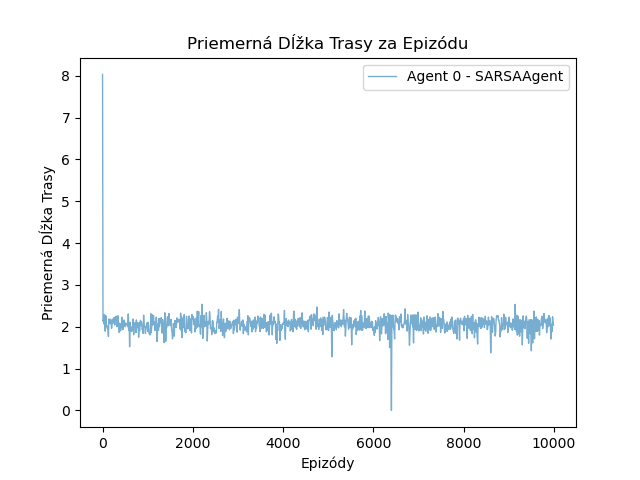 Priemerná Dĺžka Trasy za Epizódu
Agent 0 - SARSAAgent
Priemerná Dĺžka Trasy
8
7
6
5
4
3
2
1
0
0 2000 4000 6000 8000 10000
Epizódy